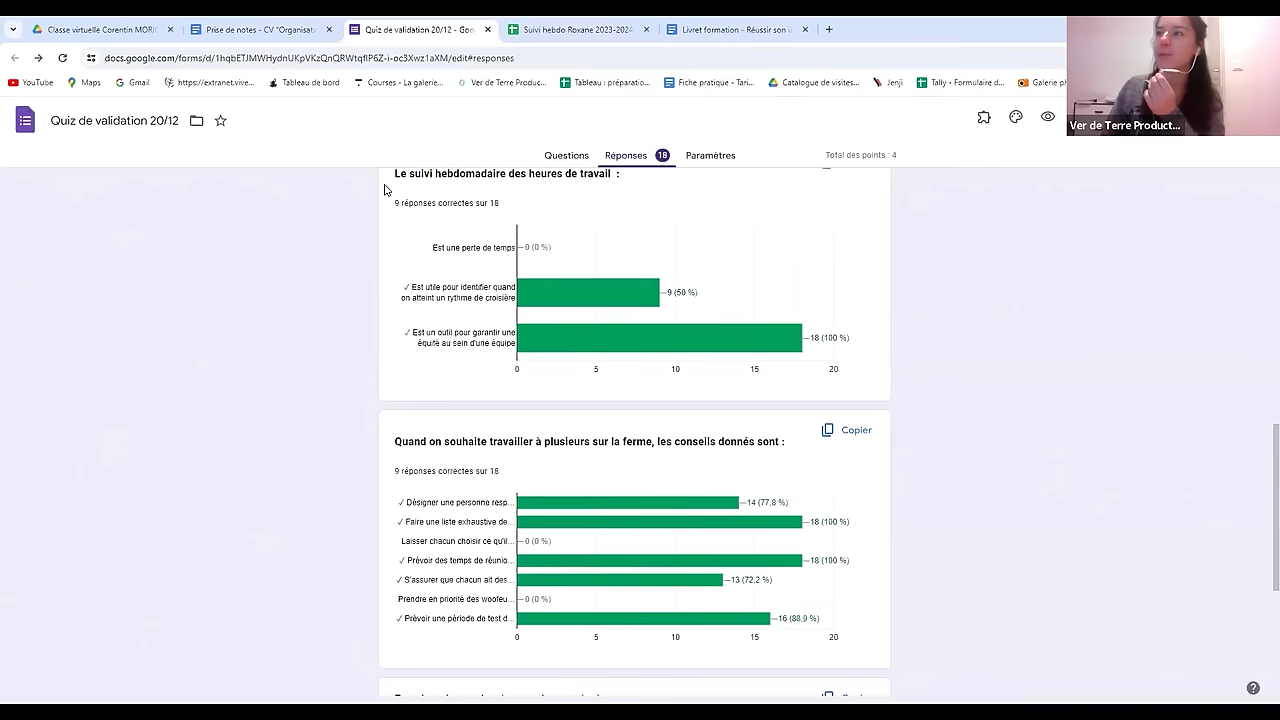 Classe virtuelle Corentin MORI
Prise de notes - CV "Organisati
Quiz de validation 20/12 - Goo
Suivi hebdo Roxane 2023-2024
Livret formation - Réussir son i
docs.google.com/forms/d/1hqbETJMWHydnUKpVKzQnQRWtqfIP6Z-i-oc3Xwz1aXM/edit#responses
YouTube
Maps
Gmail
https://extranet.vive...
Tableau de bord
Courses - La galerie...
Ver de Terre Produc...
Tableau : préparatio...
Fiche pratique - Tari...
Catalogue de visites...
Jenji
Tally - Formulaire d...
Galerie ph
Ver de Terre Product...
Quiz de validation 20/12
Questions
Réponses 18
Paramètres
Total des points : 4
Le suivi hebdomadaire des heures de travail :
9 réponses correctes sur 18
Est une perte de temps
0 (0 %)
✓ Est utile pour identifier quand
on atteint un rythme de croisière
9 (50 %)
✓ Est un outil pour garantir une
équité au sein d'une équipe
18 (100 %)
0 5 10 15 20
Copier
Quand on souhaite travailler à plusieurs sur la ferme, les conseils donnés sont :
9 réponses correctes sur 18
✓ Désigner une personne resp... 14 (77,8 %)
✓ Faire une liste exhaustive de... 18 (100 %)
Laisser chacun choisir ce qu'il... 0 (0 %)
✓ Prévoir des temps de réunio... 18 (100 %)
✓ S'assurer que chacun ait des... 13 (72,2 %)
Prendre en priorité des woofeu... 0 (0 %)
✓ Prévoir une période de test d... 16 (88,9 %)
0 5 10 15 20